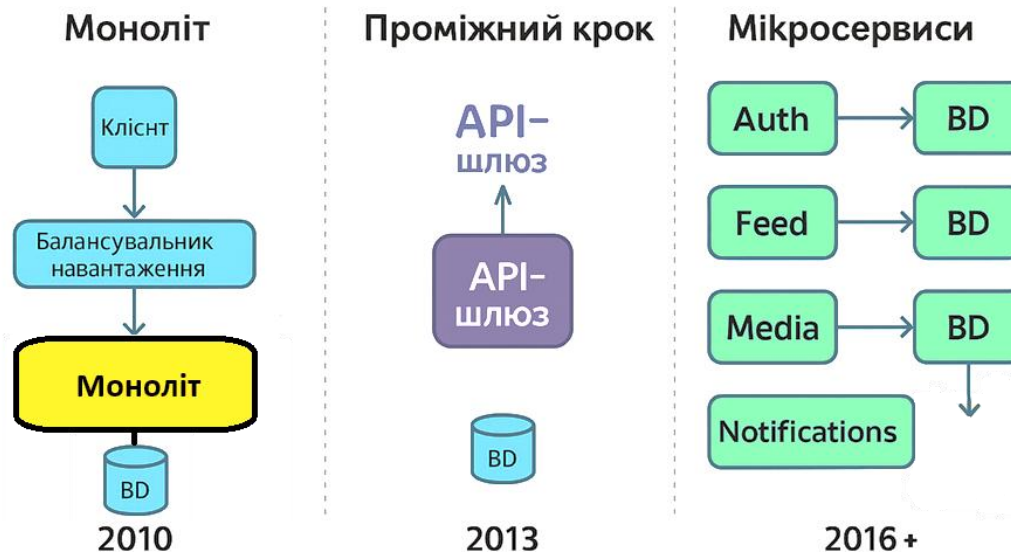 Моноліт
Клієнт
Балансувальник
навантаження
Моноліт
BD
2010
Проміжний крок
API-
шлюз
API-
шлюз
BD
2013
Мікросервиси
Auth
BD
Feed
BD
Media
BD
Notifications
2016+